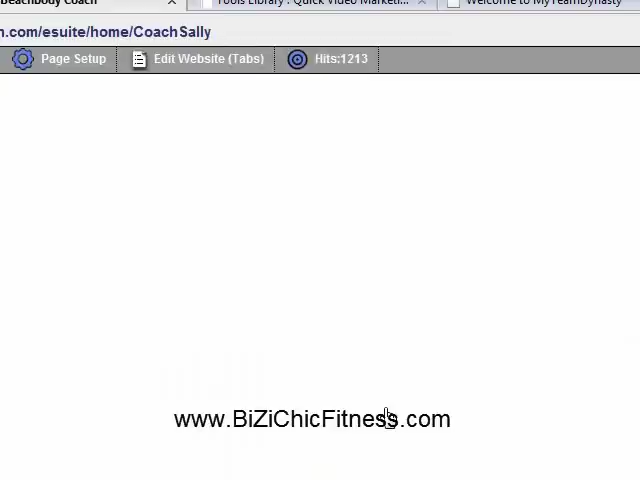 Beachbody Coach
Tools Library : Quick Video Marketi...
Welcome to MyTeamDynasty
n.com/esuite/home/CoachSally
Page Setup
Edit Website (Tabs)
Hits:1213
www.BiZiChicFitness.com